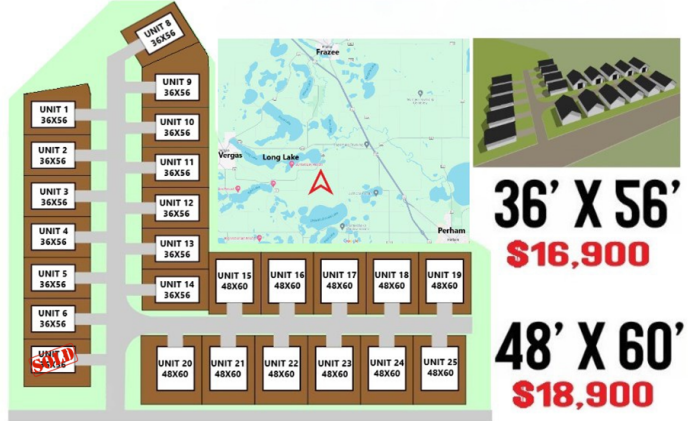 UNIT 8
36X56
UNIT 1
36X56
UNIT 2
36X56
UNIT 3
36X56
UNIT 4
36X56
UNIT 5
36X56
UNIT 6
36X56
SOLD
UNIT 9
36X56
UNIT 10
36X56
UNIT 11
36X56
UNIT 12
36X56
UNIT 13
36X56
UNIT 14
36X56
UNIT 15
48X60
UNIT 16
48X60
UNIT 17
48X60
UNIT 18
48X60
UNIT 19
48X60
UNIT 20
48X60
UNIT 21
48X60
UNIT 22
48X60
UNIT 23
48X60
UNIT 24
48X60
UNIT 25
48X60
Frazee
Vergas
Long Lake
Perham
36' X 56'
$16,900
48' X 60'
$18,900